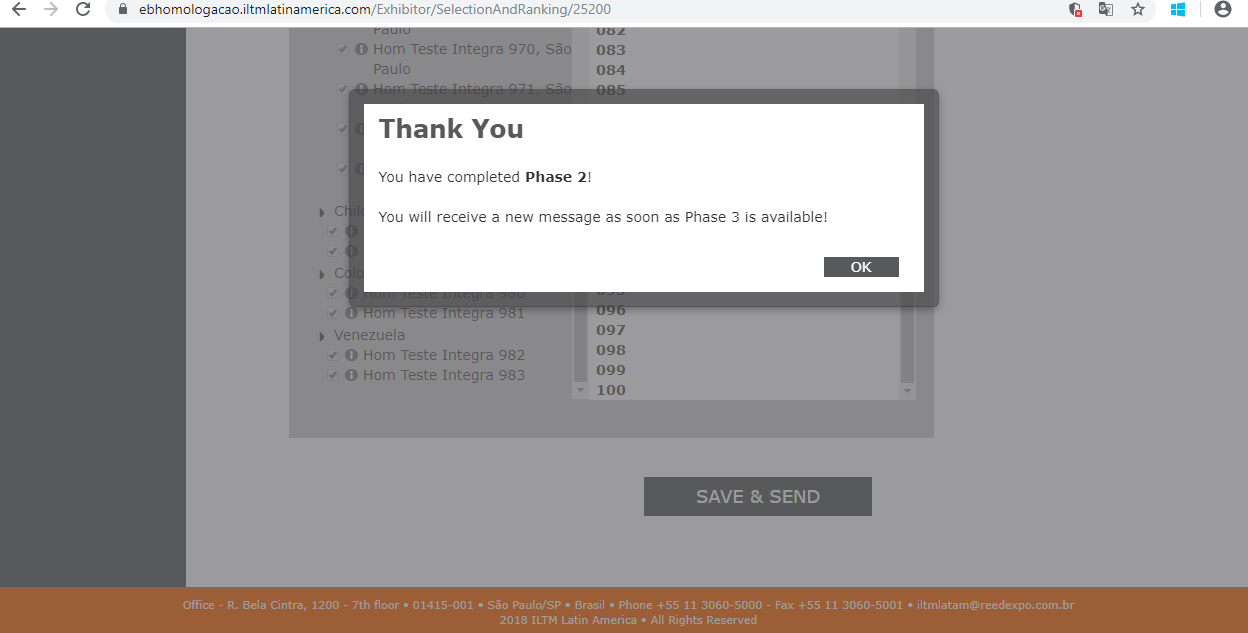 ebhomologacao.iltmlatinamerica.com/Exhibitor/SelectionAndRanking/25200
Paulo
082
Hom Teste Integra 970, São
083
Paulo
084
Hom Teste Integra 971, São
085
Thank You
You have completed Phase 2!
You will receive a new message as soon as Phase 3 is available!
OK
Hom Teste Integra 980
Hom Teste Integra 981
096
Venezuela
097
Hom Teste Integra 982
098
Hom Teste Integra 983
099
100
SAVE & SEND
Office - R. Bela Cintra, 1200 - 7th floor • 01415-001 • São Paulo/SP • Brasil • Phone +55 11 3060-5000 - Fax +55 11 3060-5001 • iltmlatam@reedexpo.com.br
2018 ILTM Latin America • All Rights Reserved